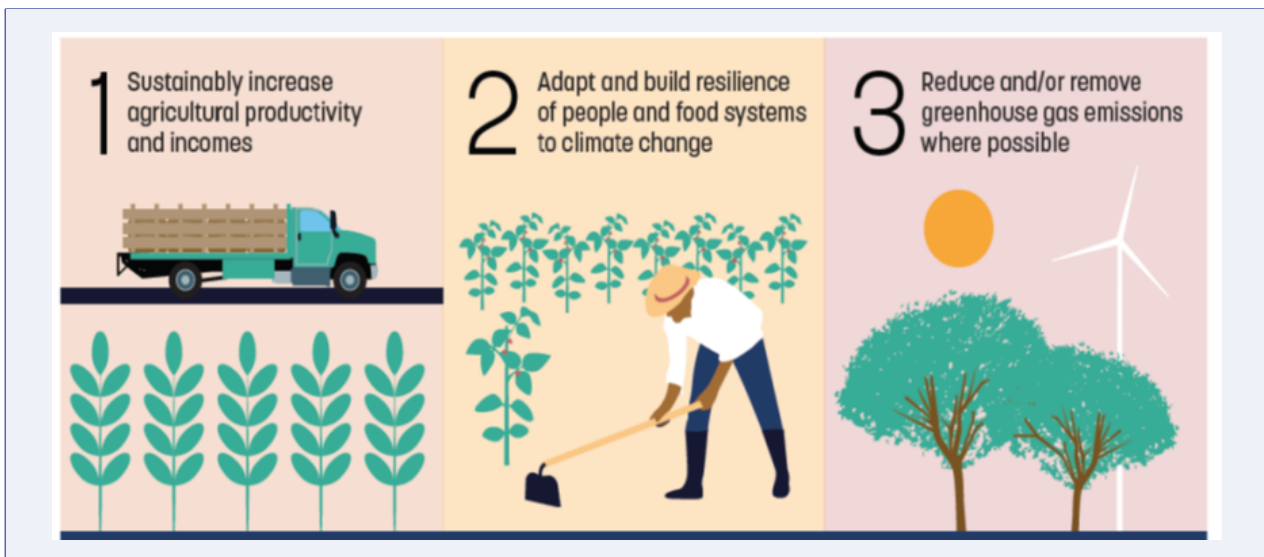 1
Sustainably increase
agricultural productivity
and incomes
2
Adapt and build resilience
of people and food systems
to climate change
3
Reduce and/or remove
greenhouse gas emissions
where possible